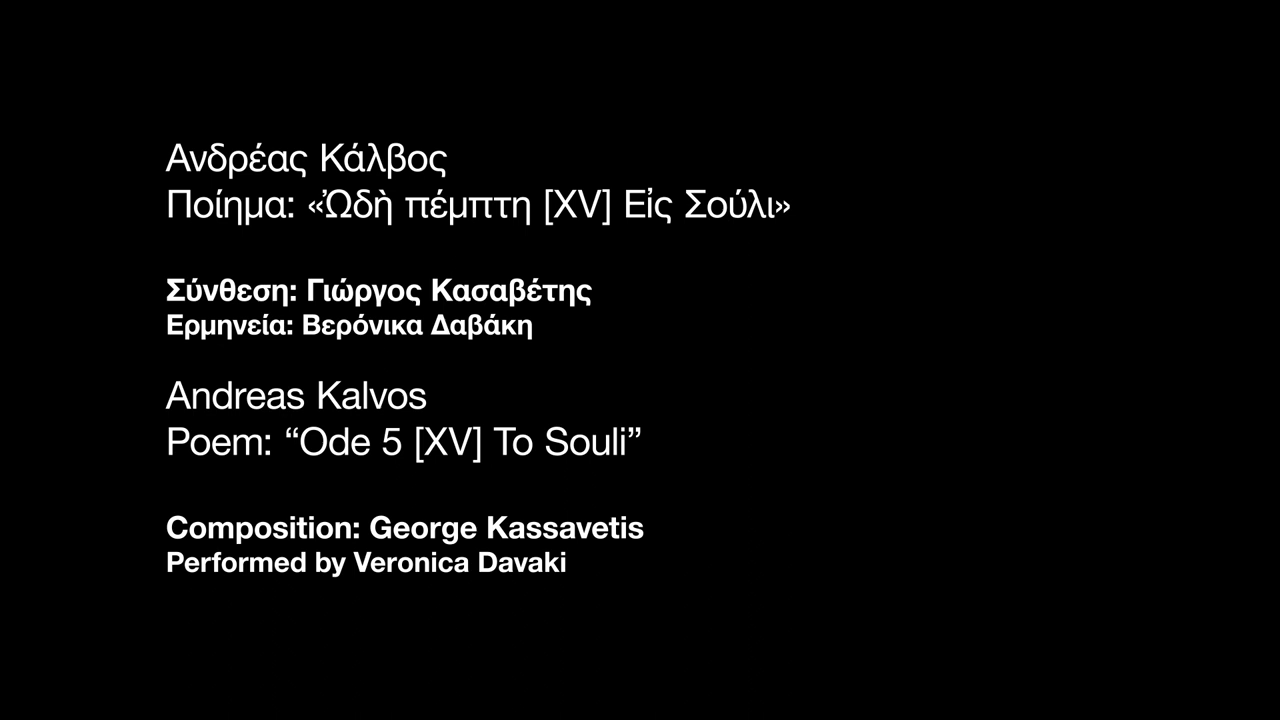 Ανδρέας Κάλβος
Ποίημα: «Ὠδὴ πέμπτη [XV] Εἰς Σούλι»
Σύνθεση: Γιώργος Κασαβέτης
Ερμηνεία: Βερόνικα Δαβάκη
Andreas Kalvos
Poem: “Ode 5 [XV] To Souli”
Composition: George Kassavetis
Performed by Veronica Davaki